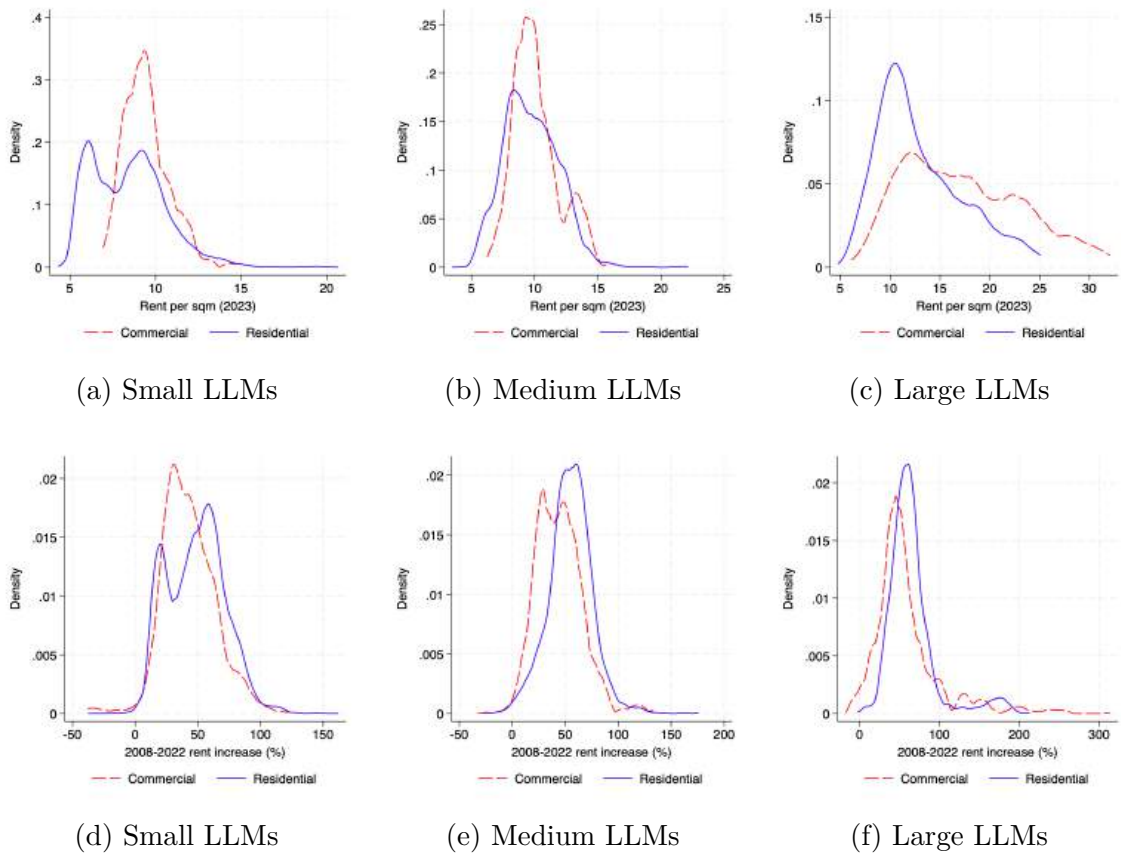 .4
.3
.2
.1
0
Density
5 10 15 20
Rent per sqm (2023)
Commercial Residential
(a) Small LLMs
.25
.2
.15
.1
.05
0
Density
5 10 15 20 25
Rent per sqm (2023)
Commercial Residential
(b) Medium LLMs
.15
.1
.05
0
Density
5 10 15 20 25 30
Rent per sqm (2023)
Commercial Residential
(c) Large LLMs
.02
.015
.01
.005
0
Density
-50 0 50 100 150
2008-2022 rent increase (%)
Commercial Residential
(d) Small LLMs
.02
.015
.01
.005
0
Density
-50 0 50 100 150 200
2008-2022 rent increase (%)
Commercial Residential
(e) Medium LLMs
.02
.015
.01
.005
0
Density
0 100 200 300
2008-2022 rent increase (%)
Commercial Residential
(f) Large LLMs